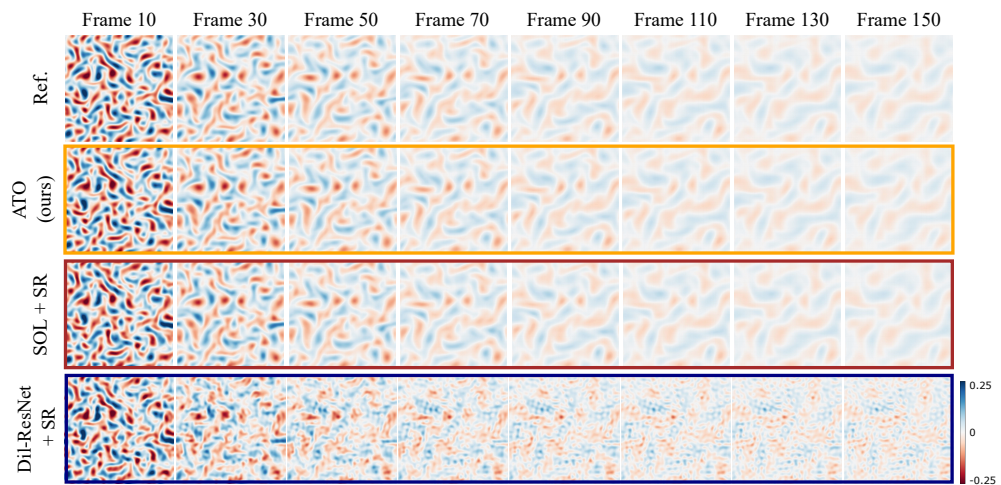 Frame 10 Frame 30 Frame 50 Frame 70 Frame 90 Frame 110 Frame 130 Frame 150
Ref.
ATO
(ours)
SOL + SR
Dil-ResNet
+ SR
0.25
0
-0.25